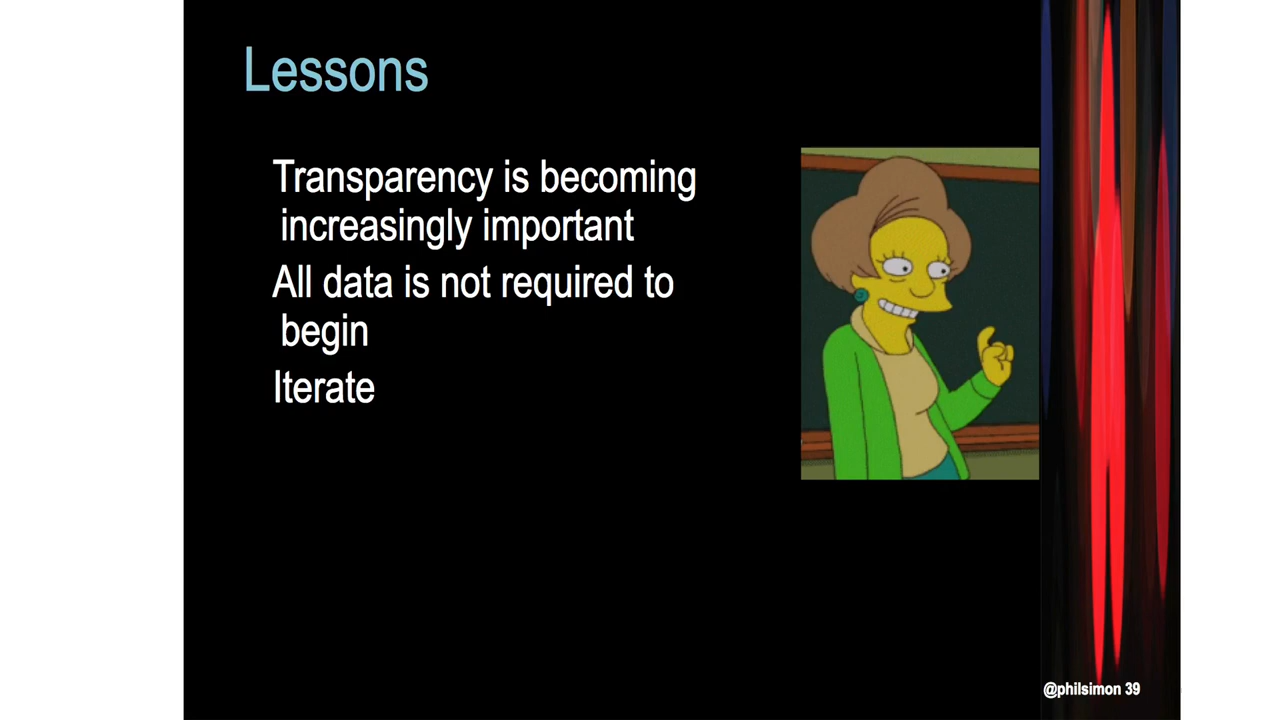 Lessons
Transparency is becoming
increasingly important
All data is not required to
begin
Iterate
@philsimon 39